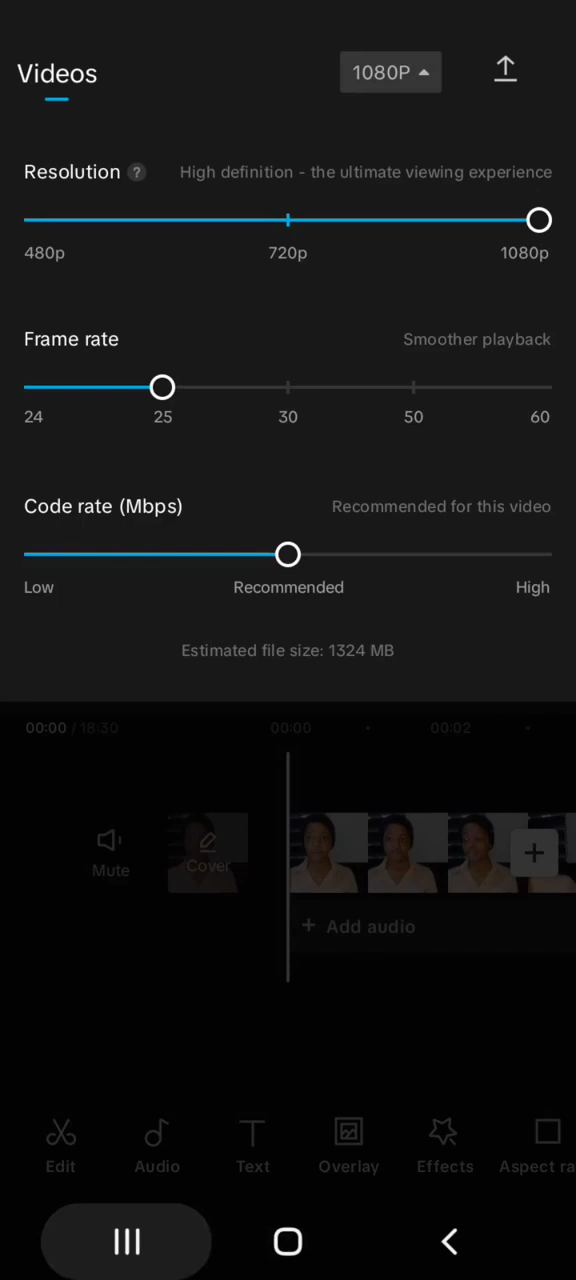 Videos
1080P
Resolution ? High definition - the ultimate viewing experience
480p 720p 1080p
Frame rate Smoother playback
24 25 30 50 60
Code rate (Mbps) Recommended for this video
Low Recommended High
Estimated file size: 1324 MB
00:00 / 18:30 00:00 00:02
Mute Cover
+ Add audio
Edit Audio Text Overlay Effects Aspect ra